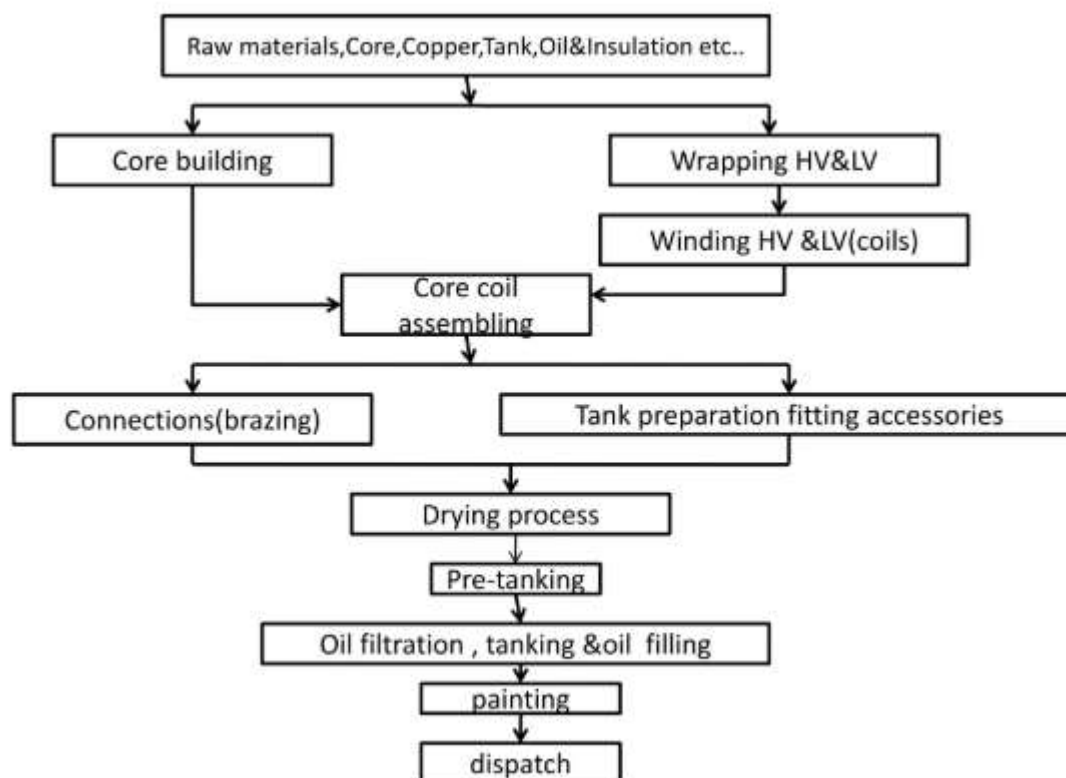 Raw materials,Core,Copper,Tank,Oil&Insulation etc..
Core building
Wrapping HV&LV
Winding HV &LV(coils)
Core coil
assembling
Connections(brazing)
Tank preparation fitting accessories
Drying process
Pre-tanking
Oil filtration , tanking &oil filling
painting
dispatch